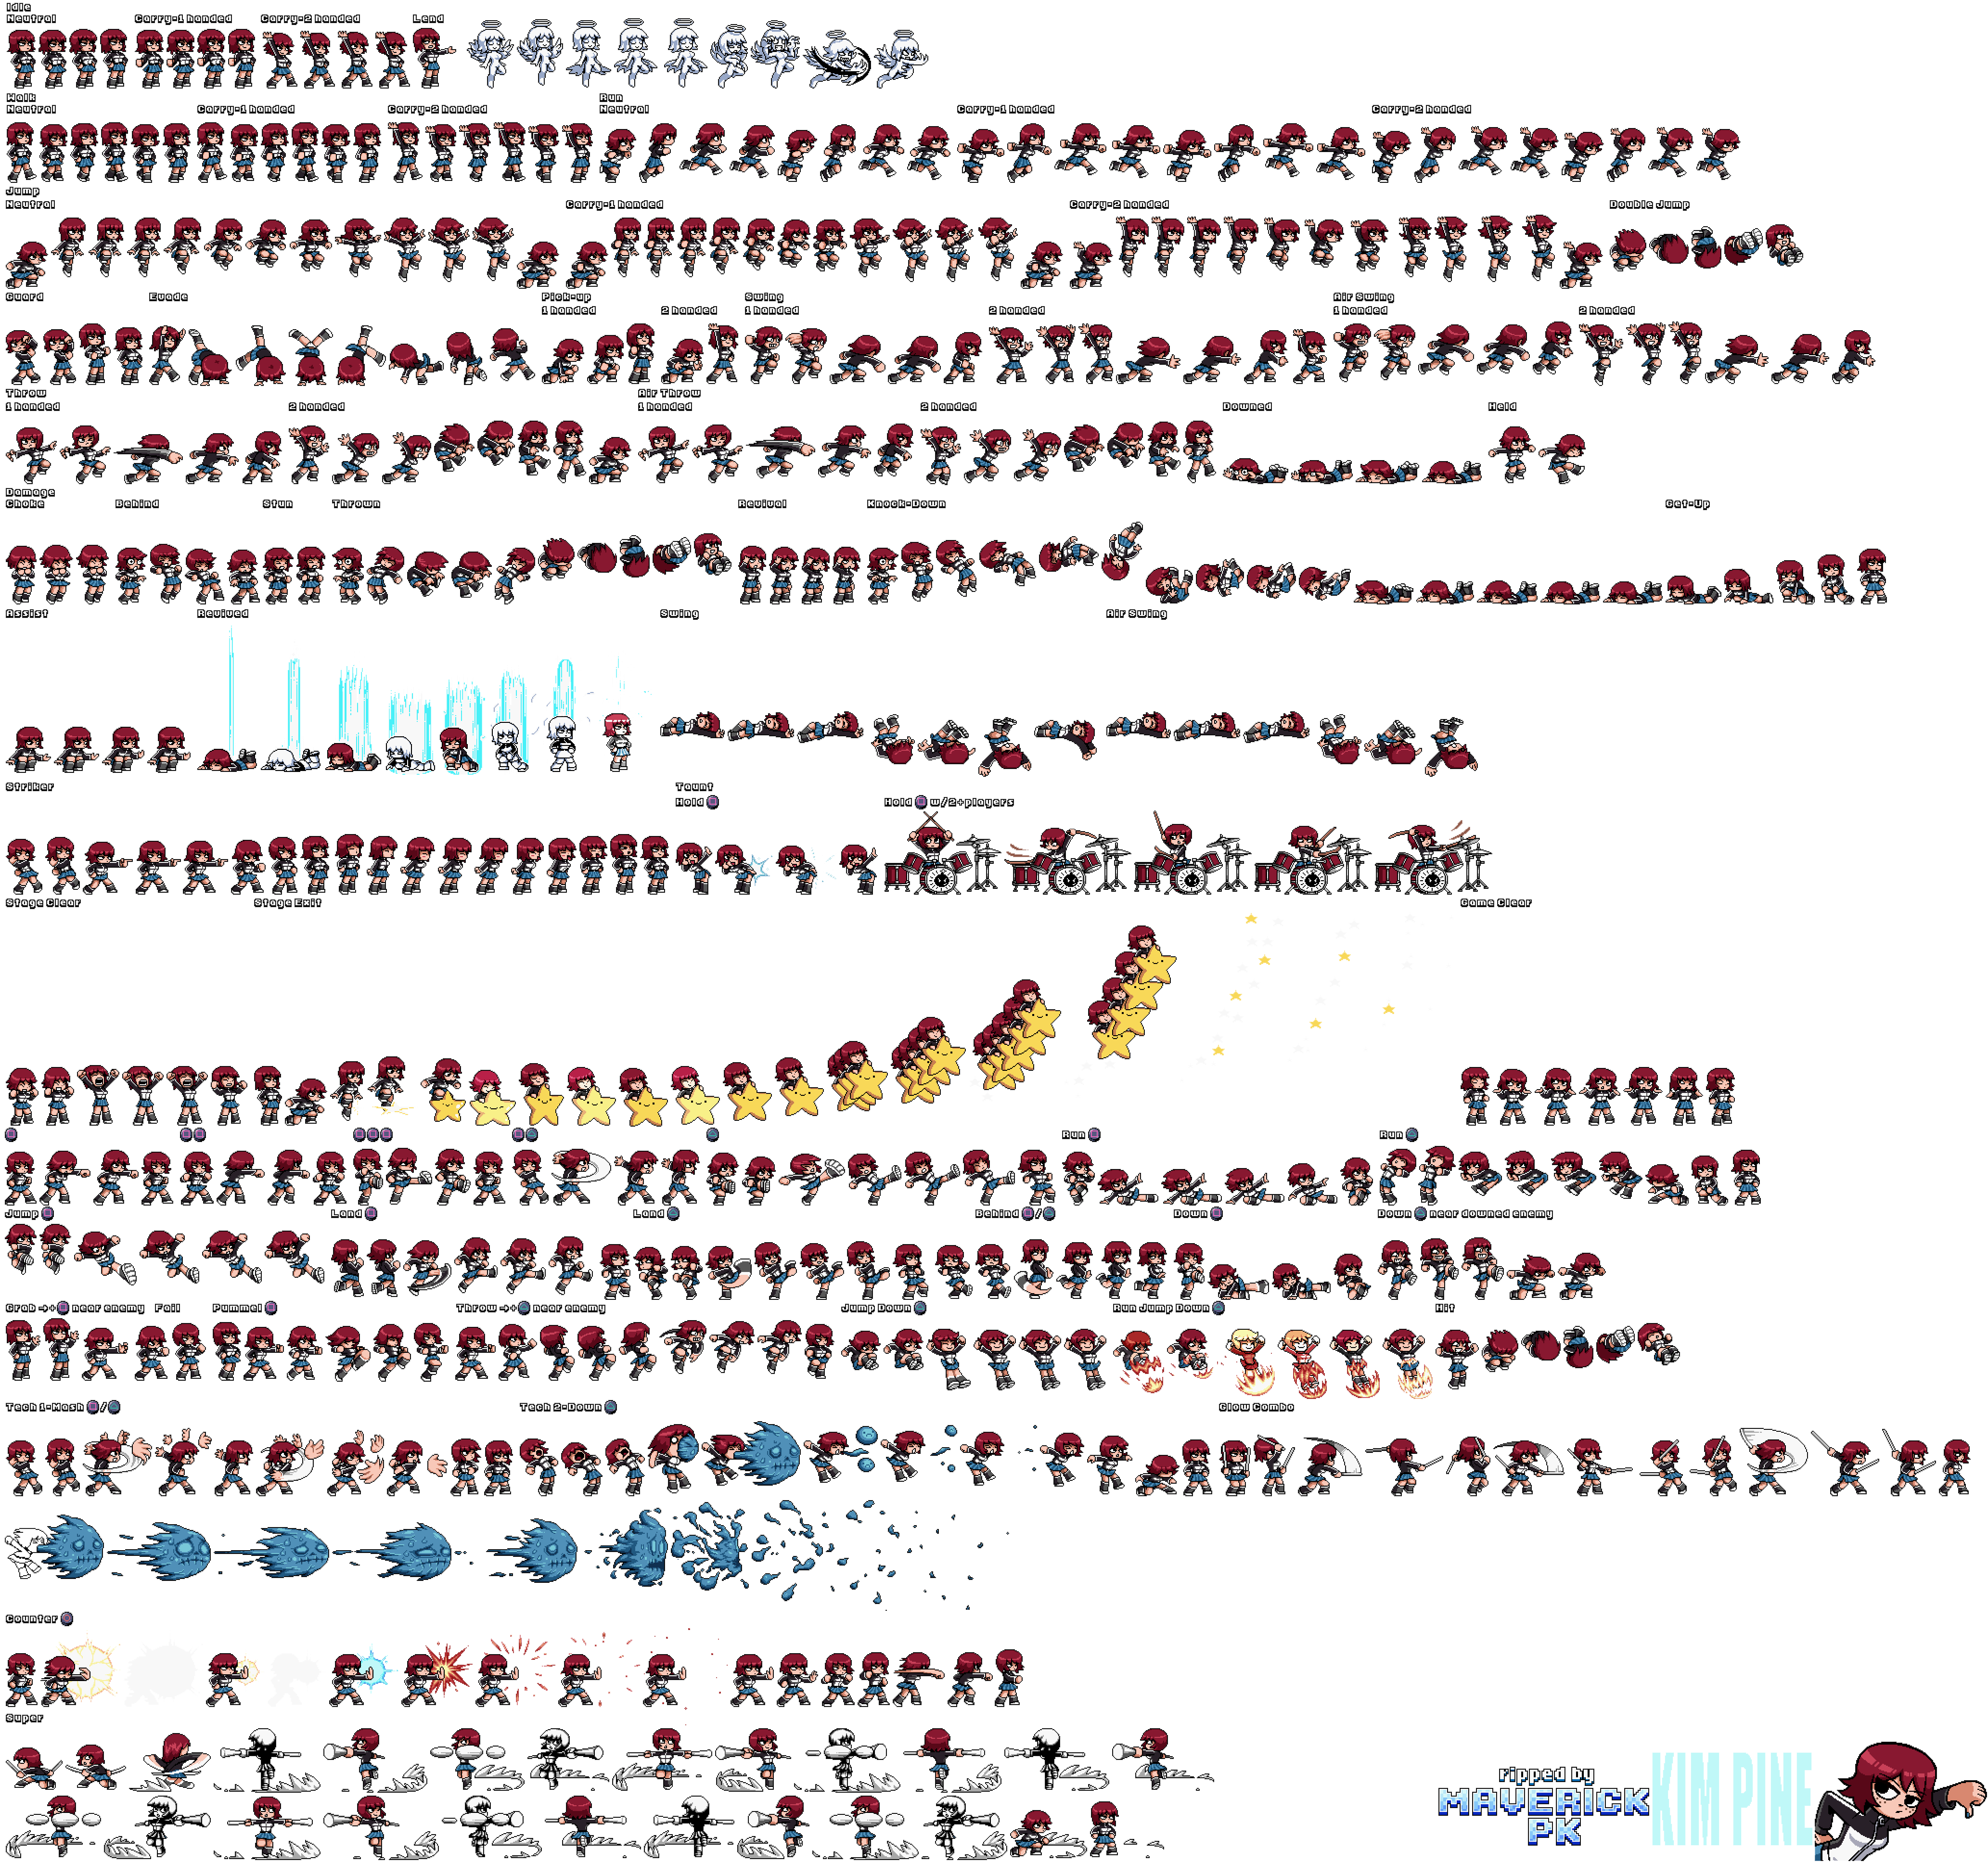 Idle
Neutral Carry-1 handed Carry-2 handed Land
Walk Run
Neutral Carry-1 handed Carry-2 handed Neutral Carry-1 handed Carry-2 handed
Jump
Neutral Carry-1 handed Carry-2 handed Double Jump
Guard Evade Pick-up Swing Air Swing
1 handed 2 handed 1 handed 2 handed 1 handed 2 handed
Throw Air Throw
1 handed 2 handed 1 handed 2 handed Downed Held
Damage
Choke Behind Stun Thrown Revival Knock-Down Get-Up
Assist Revived Swing Air Swing
Striker Taunt
Hold Hold w/2+players
Stage Clear Stage Exit Game Clear
Run Run
Jump Land Land Behind / Down Down near downed enemy
Grab →+ near enemy Fail Pummel Throw →+ near enemy Jump Down Run Jump Down Hit
Tech 1-Mash / Tech 2-Down Glow Combo
Counter
Super
ripped by
MAVERICK
PK
KIM PINE